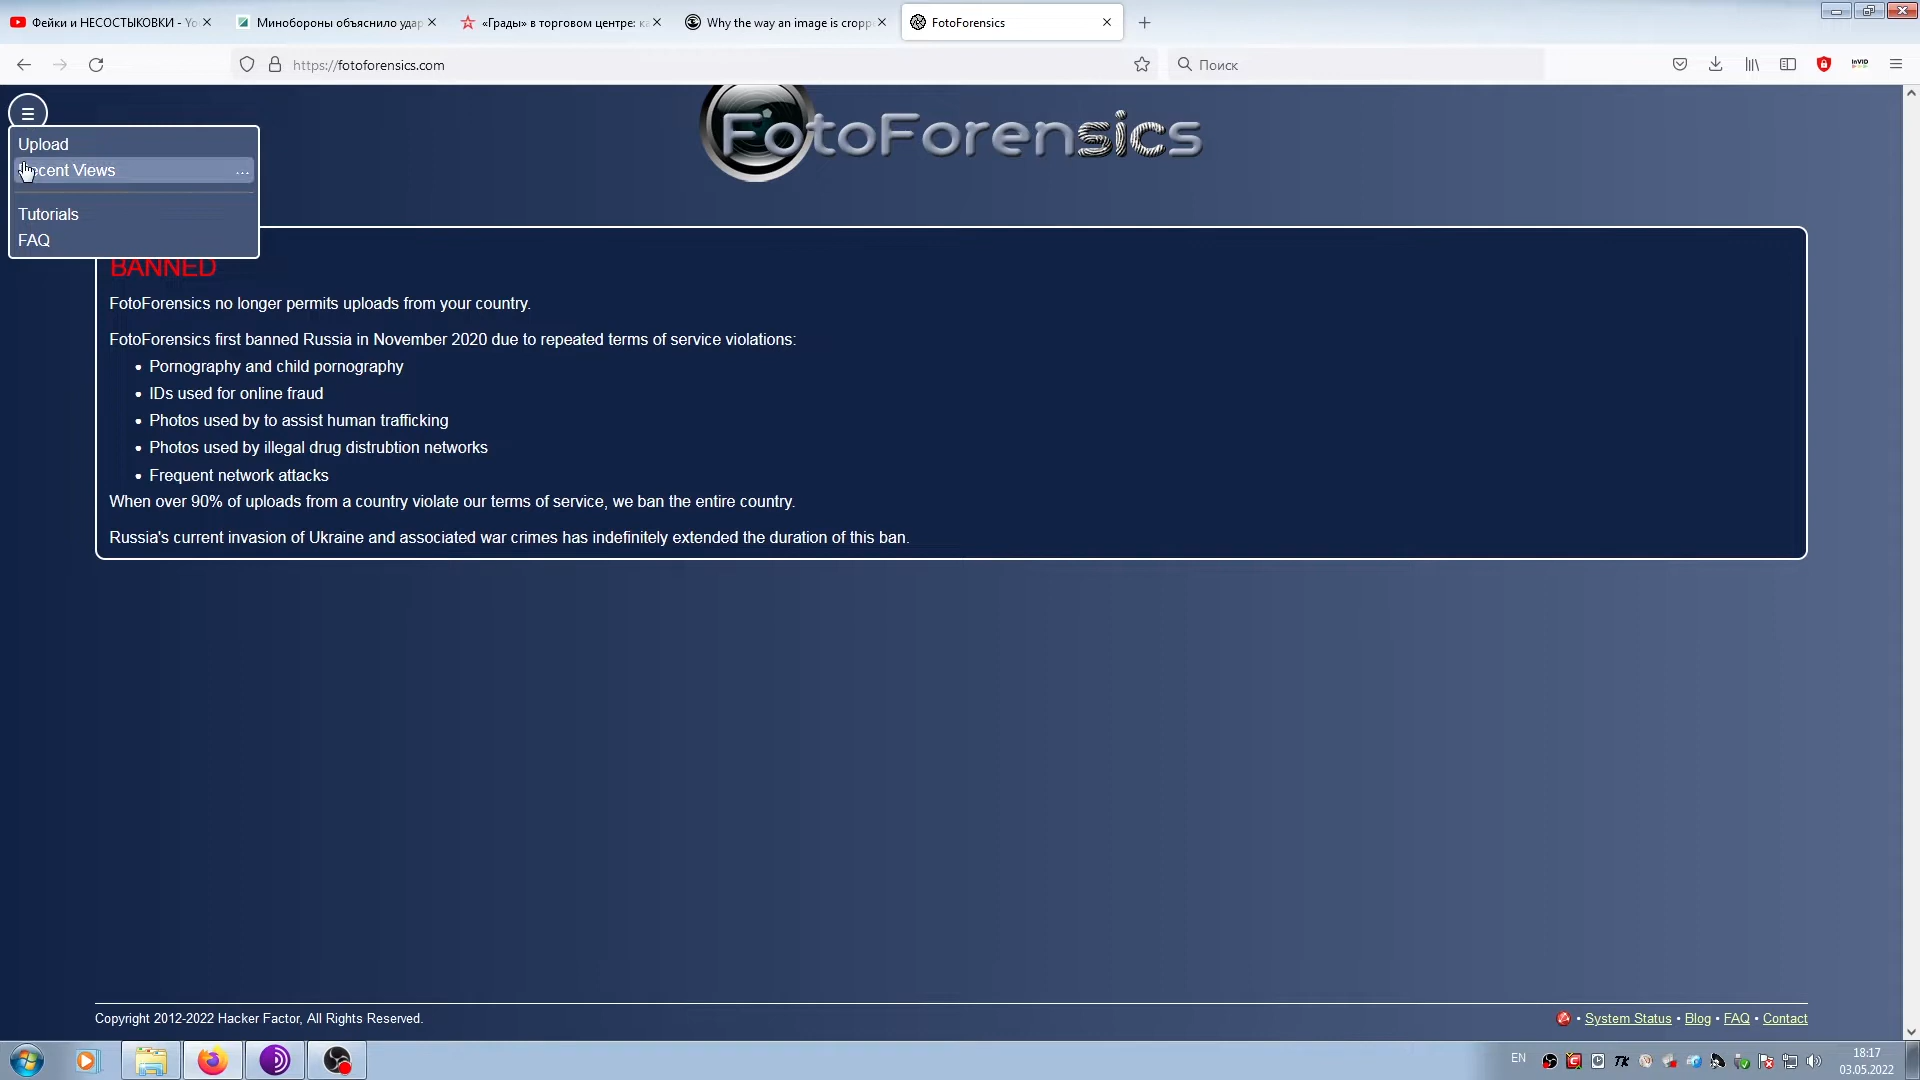 Фейки и НЕСОСТЫКОВКИ - Yo
Минобороны объяснило удар
«Грады» в торговом центре: ка
Why the way an image is cropp
FotoForensics
https://fotoforensics.com
Поиск
InVID
FotoForensics
Upload
ecent Views ...
Tutorials
FAQ
BANNED
FotoForensics no longer permits uploads from your country.
FotoForensics first banned Russia in November 2020 due to repeated terms of service violations:
• Pornography and child pornography
• IDs used for online fraud
• Photos used by to assist human trafficking
• Photos used by illegal drug distrubtion networks
• Frequent network attacks
When over 90% of uploads from a country violate our terms of service, we ban the entire country.
Russia's current invasion of Ukraine and associated war crimes has indefinitely extended the duration of this ban.
Copyright 2012-2022 Hacker Factor, All Rights Reserved.
• System Status • Blog • FAQ • Contact
EN
TK
18:17
03.05.2022